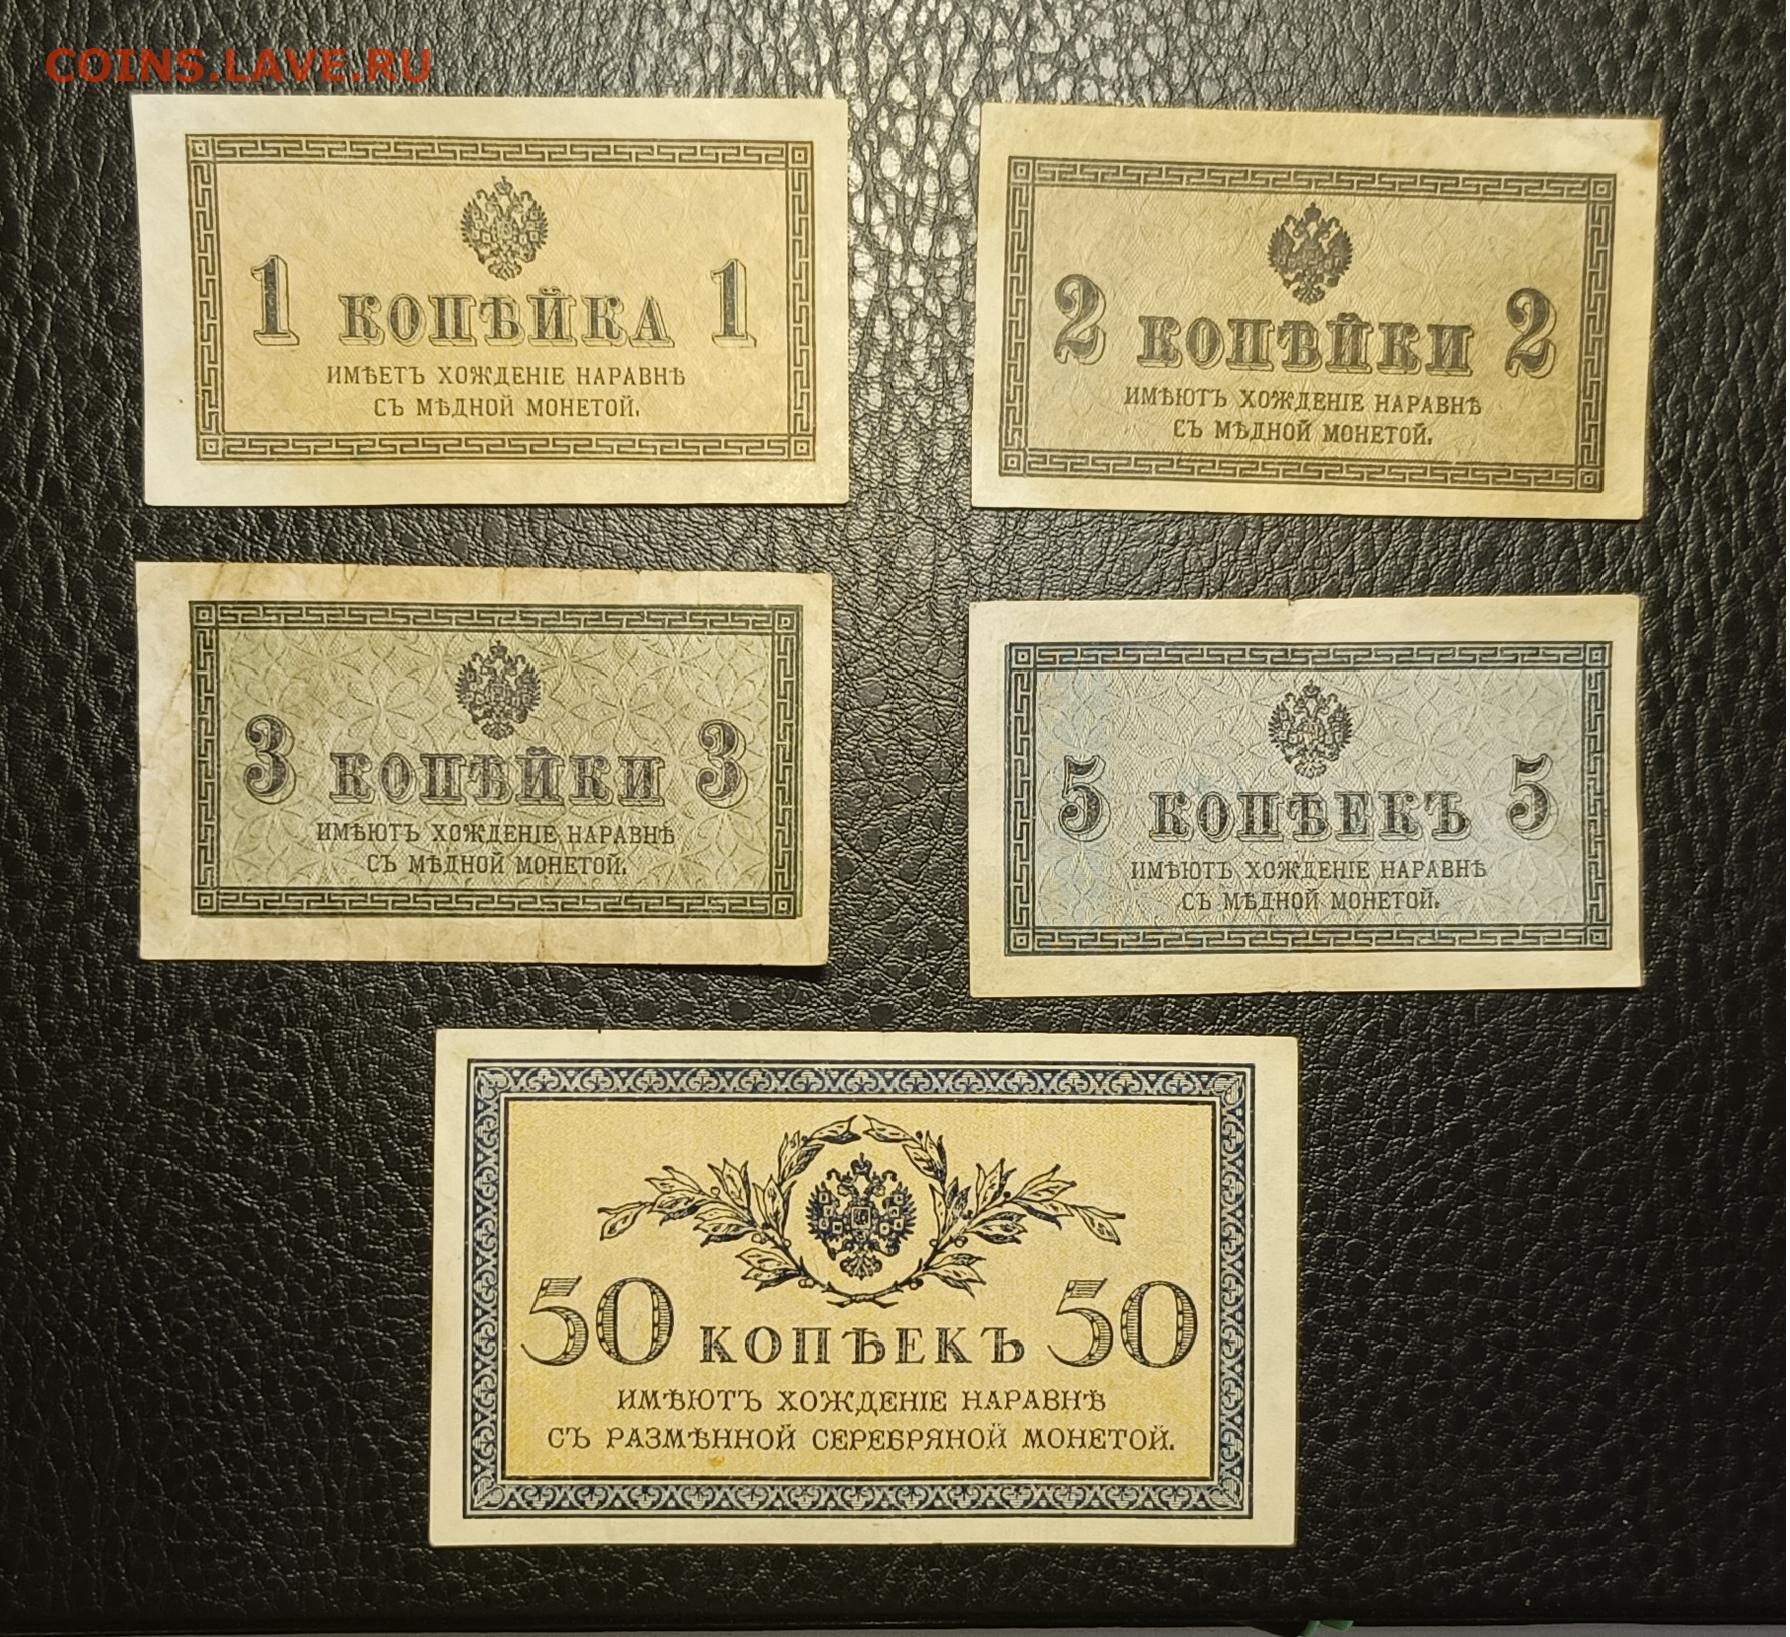 COINS.LAVE.RU
1 КОПѢЙКА 1
ИМѢЕТЪ ХОЖДЕНІЕ НАРАВНѢ
СЪ МѢДНОЙ МОНЕТОЙ.
2 КОПѢЙКИ 2
ИМѢЮТЪ ХОЖДЕНІЕ НАРАВНѢ
СЪ МѢДНОЙ МОНЕТОЙ.
3 КОПѢЙКИ 3
ИМѢЮТЪ ХОЖДЕНІЕ НАРАВНѢ
СЪ МѢДНОЙ МОНЕТОЙ.
5 КОПѢЕКЪ 5
ИМѢЮТЪ ХОЖДЕНІЕ НАРАВНѢ
СЪ МѢДНОЙ МОНЕТОЙ.
50 КОПѢЕКЪ 50
ИМѢЮТЪ ХОЖДЕНІЕ НАРАВНѢ
СЪ РАЗМѢННОЙ СЕРЕБРЯНОЙ МОНЕТОЙ.